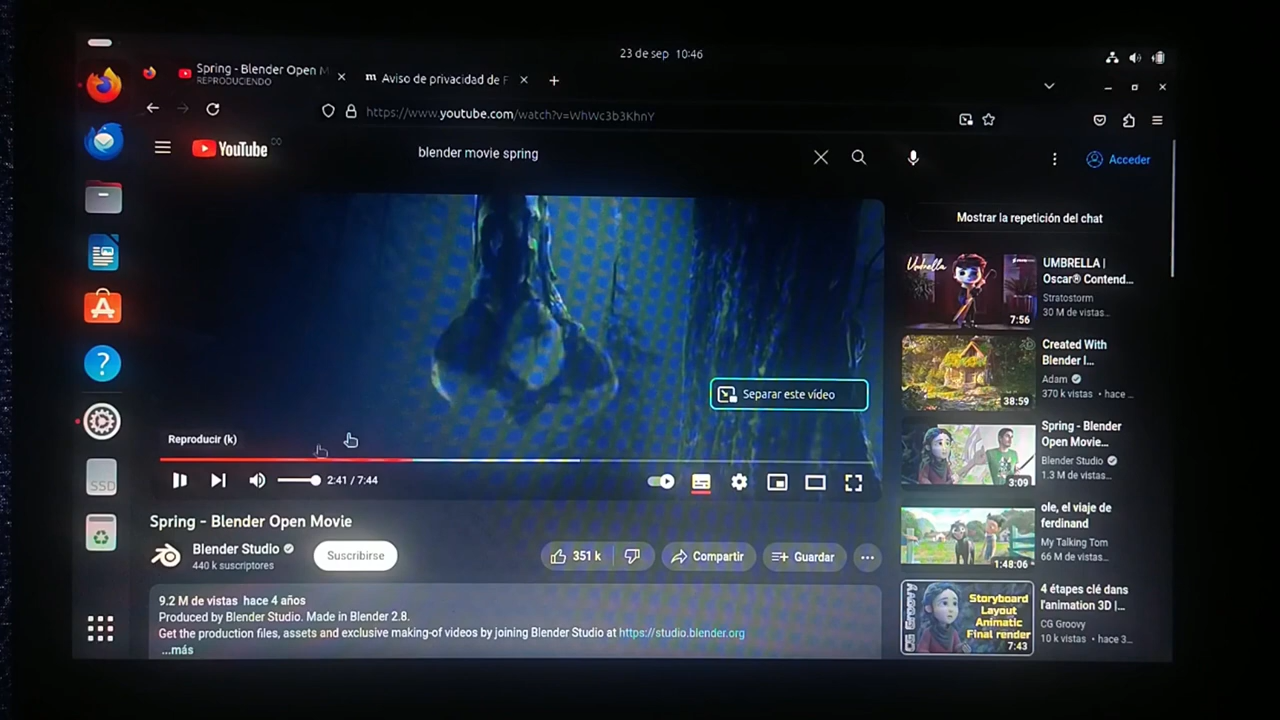 23 de sep 10:46
Spring - Blender Open M
REPRODUCIENDO
m Aviso de privacidad de F
https://www.youtube.com/watch?v=WhWc3b3KhnY
YouTube
blender movie spring
Acceder
Mostrar la repetición del chat
Separar este vídeo
Reproducir (k)
2:41 / 7:44
SSD
Spring - Blender Open Movie
Blender Studio
440 k suscriptores
Suscribirse
351 k
Compartir
Guardar
9.2 M de vistas hace 4 años
Produced by Blender Studio. Made in Blender 2.8.
Get the production files, assets and exclusive making-of videos by joining Blender Studio at https://studio.blender.org
...más
Umbrella
7:56
UMBRELLA |
Oscar® Contend...
Stratostorm
30 M de vistas...
38:59
Created With
Blender I...
Adam
370 k vistas • hace ...
3:09
Spring - Blender
Open Movie...
Blender Studio
1.3 M de vistas...
1:48:06
ole, el viaje de
ferdinand
My Talking Tom
66 M de vistas...
CG Groovy
Storyboard
Layout
Animatic
Final render
7:43
4 étapes clé dans
l'animation 3D |...
CG Groovy
10 k vistas • hace 3...